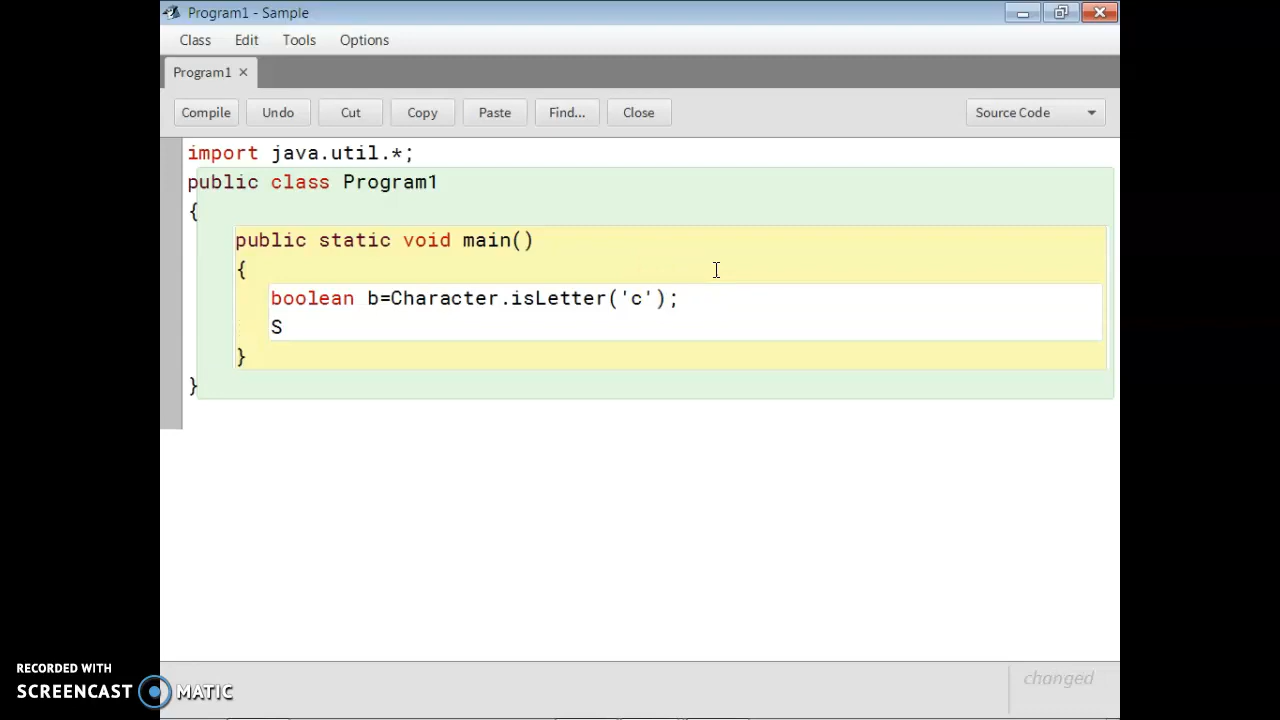 Program1 - Sample
Class Edit Tools Options
Program1 ×
Compile Undo Cut Copy Paste Find... Close Source Code
import java.util.*;
public class Program1
{
public static void main()
{
boolean b=Character.isLetter('c');
S
}
}
changed
RECORDED WITH
SCREENCAST MATIC